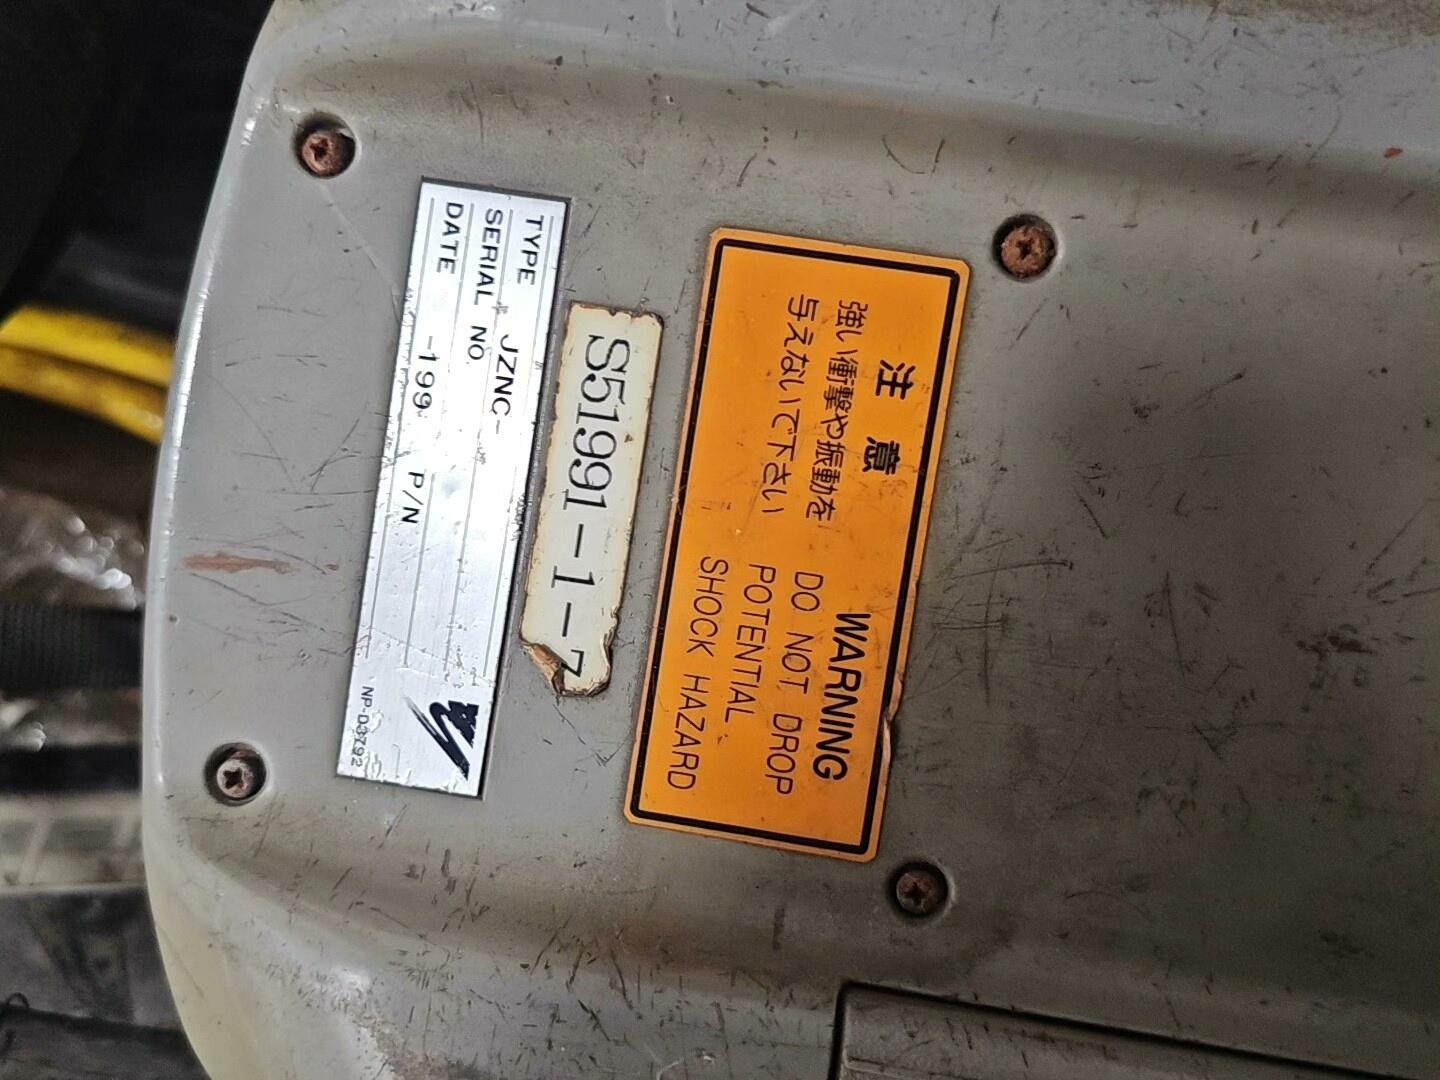 注意
強い衝撃や振動を
与えないで下さい
WARNING
DO NOT DROP
POTENTIAL
SHOCK HAZARD
S51991-1-7
TYPE JZNC-
SERIAL NO.
DATE -199 P/N
NP-D3792